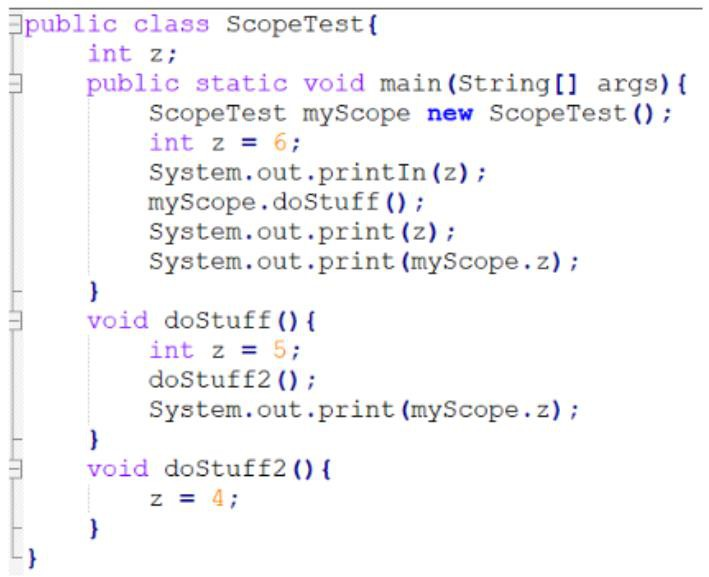 public class ScopeTest{
int z;
public static void main(String[] args){
ScopeTest myScope new ScopeTest();
int z = 6;
System.out.printIn(z);
myScope.doStuff();
System.out.print(z);
System.out.print(myScope.z);
}
void doStuff(){
int z = 5;
doStuff2();
System.out.print(myScope.z);
}
void doStuff2(){
z = 4;
}
}